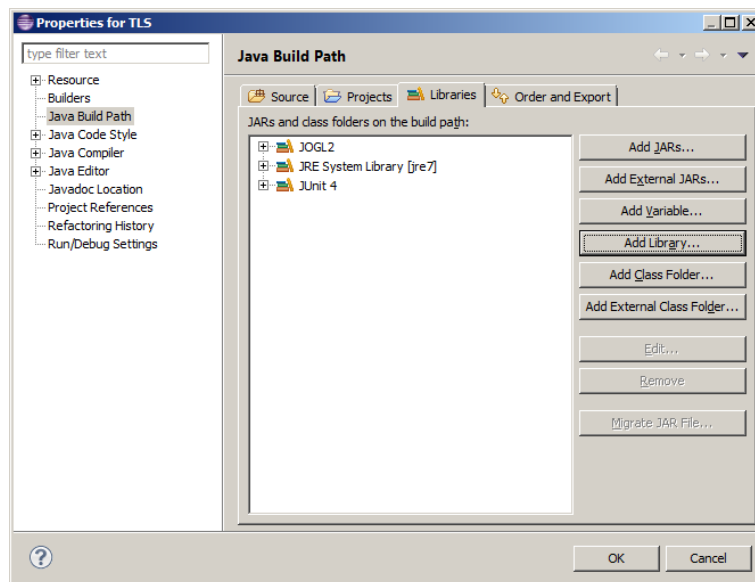 Properties for TLS
type filter text
Resource
Builders
Java Build Path
Java Code Style
Java Compiler
Java Editor
Javadoc Location
Project References
Refactoring History
Run/Debug Settings
Java Build Path
Source Projects Libraries Order and Export
JARs and class folders on the build path:
JOGL2
JRE System Library [jre7]
JUnit 4
Add JARs...
Add External JARs...
Add Variable...
Add Library...
Add Class Folder...
Add External Class Folder...
Edit...
Remove
Migrate JAR File...
?
OK Cancel